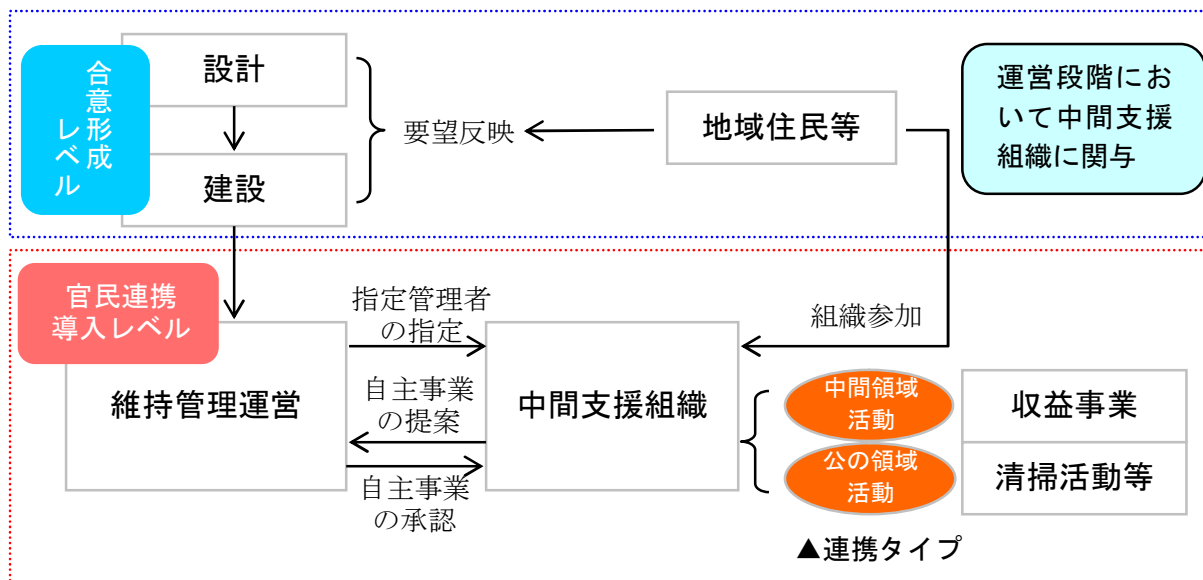 合意形成
レベル
設計
建設
要望反映
地域住民等
運営段階にお
いて中間支援
組織に関与
官民連携
導入レベル
指定管理者
の指定
組織参加
維持管理運営
自主事業
の提案
中間支援組織
中間領域
活動
収益事業
公の領域
活動
清掃活動等
自主事業
の承認
▲連携タイプ